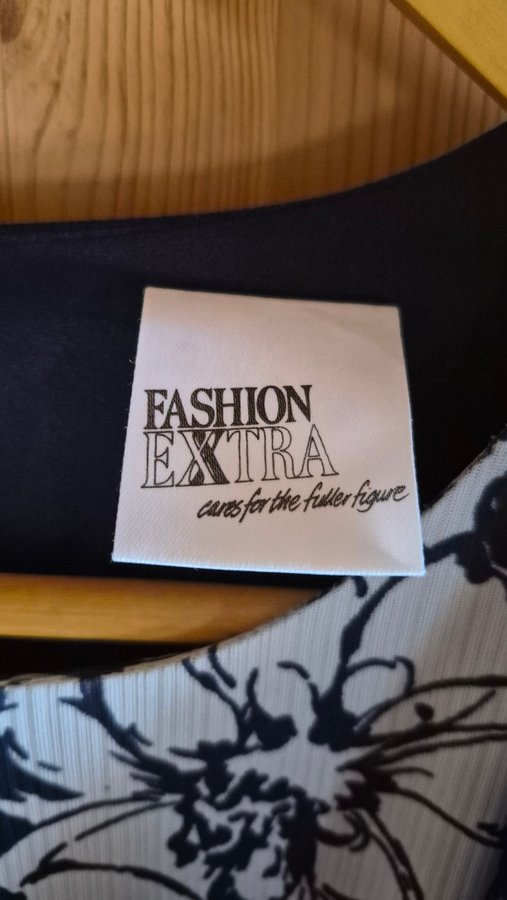 FASHION
EXTRA
cares for the fuller figure